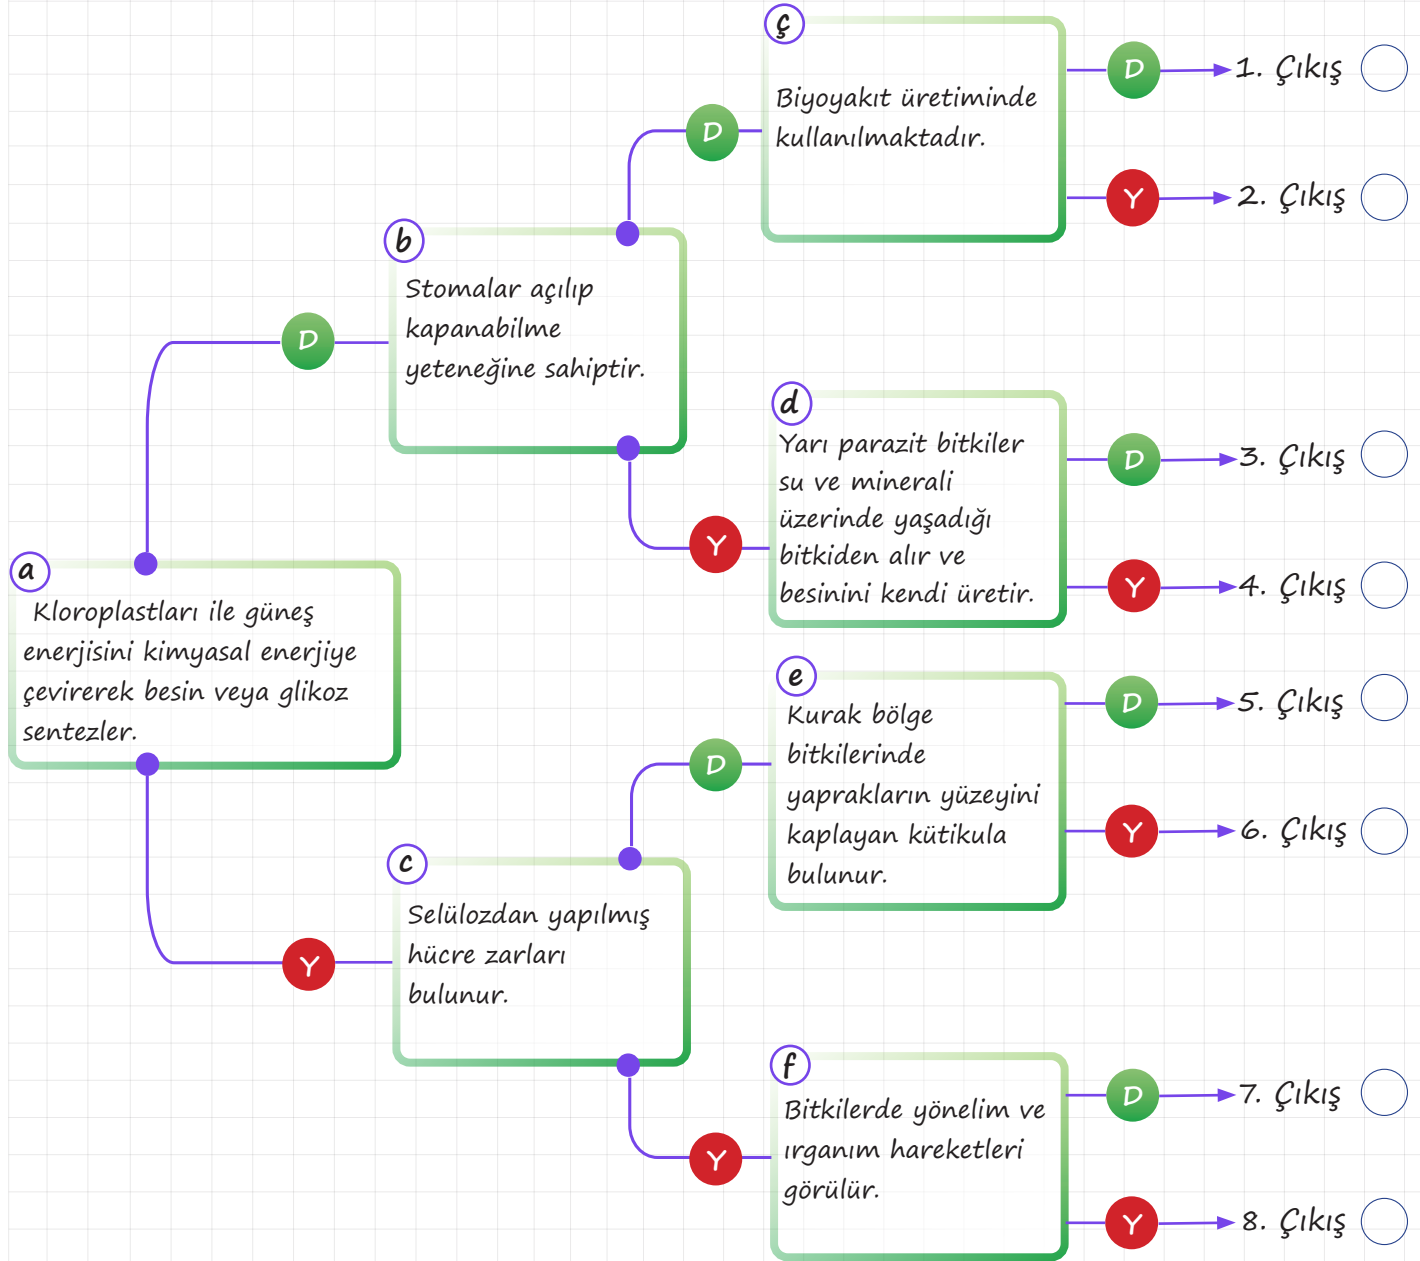 ç
Biyoyakıt üretiminde
kullanılmaktadır.
D
1. Çıkış
Y
2. Çıkış
D
b
Stomalar açılıp
kapanabilme
yeteneğine sahiptir.
D
Y
d
Yarı parazit bitkiler
su ve minerali
üzerinde yaşadığı
bitkiden alır ve
besinini kendi üretir.
D
3. Çıkış
Y
4. Çıkış
a
Kloroplastları ile güneş
enerjisini kimyasal enerjiye
çevirerek besin veya glikoz
sentezler.
e
Kurak bölge
bitkilerinde
yaprakların yüzeyini
kaplayan kütikula
bulunur.
D
5. Çıkış
Y
6. Çıkış
D
c
Selülozdan yapılmış
hücre zarları
bulunur.
Y
Y
f
Bitkilerde yönelim ve
ırganım hareketleri
görülür.
D
7. Çıkış
Y
8. Çıkış